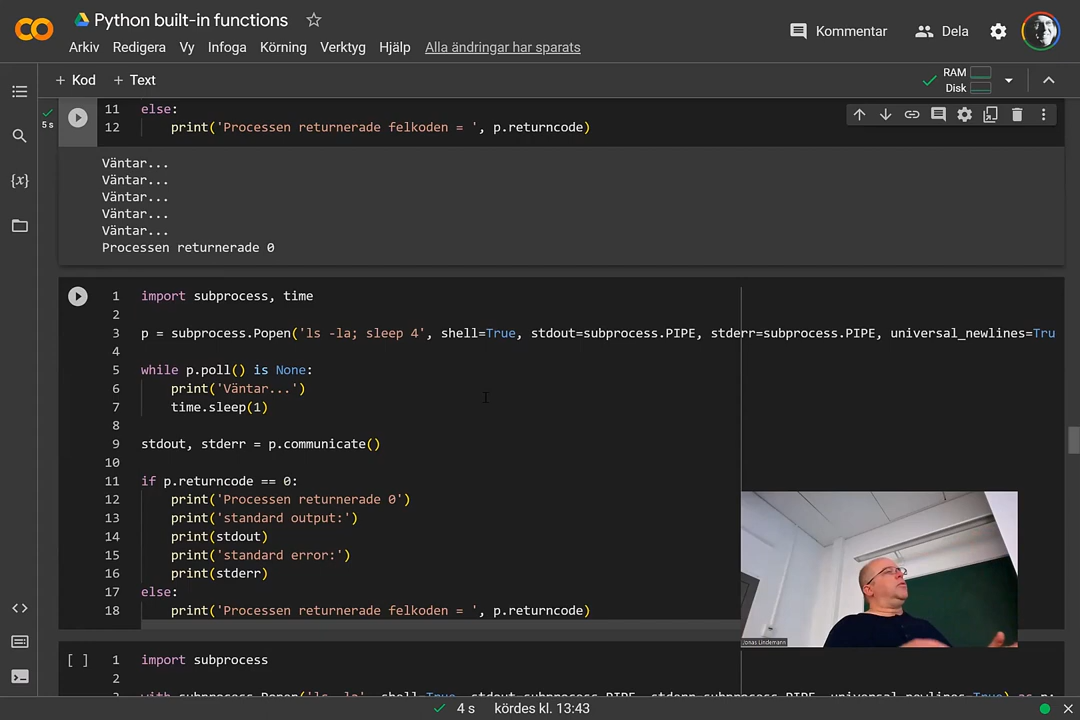 Python built-in functions
Arkiv Redigera Vy Infoga Körning Verktyg Hjälp Alla ändringar har sparats
Kommentar
Dela
+ Kod + Text
RAM
Disk
5 s
11 else:
12 print('Processen returnerade felkoden = ', p.returncode)
Väntar...
Väntar...
Väntar...
Väntar...
Väntar...
Processen returnerade 0
{x}
1 import subprocess, time
2
3 p = subprocess.Popen('ls -la; sleep 4', shell=True, stdout=subprocess.PIPE, stderr=subprocess.PIPE, universal_newlines=Tru
4
5 while p.poll() is None:
6 print('Väntar...')
7 time.sleep(1)
8
9 stdout, stderr = p.communicate()
10
11 if p.returncode == 0:
12 print('Processen returnerade 0')
13 print('standard output:')
14 print(stdout)
15 print('standard error:')
16 print(stderr)
17 else:
18 print('Processen returnerade felkoden = ', p.returncode)
Jonas Lindemann
[ ] 1 import subprocess
2
3 with subprocess.Popen('ls -la', shell=True, stdout=subprocess.PIPE, stderr=subprocess.PIPE, universal_newlines=True) as p:
4 s kördes kl. 13:43